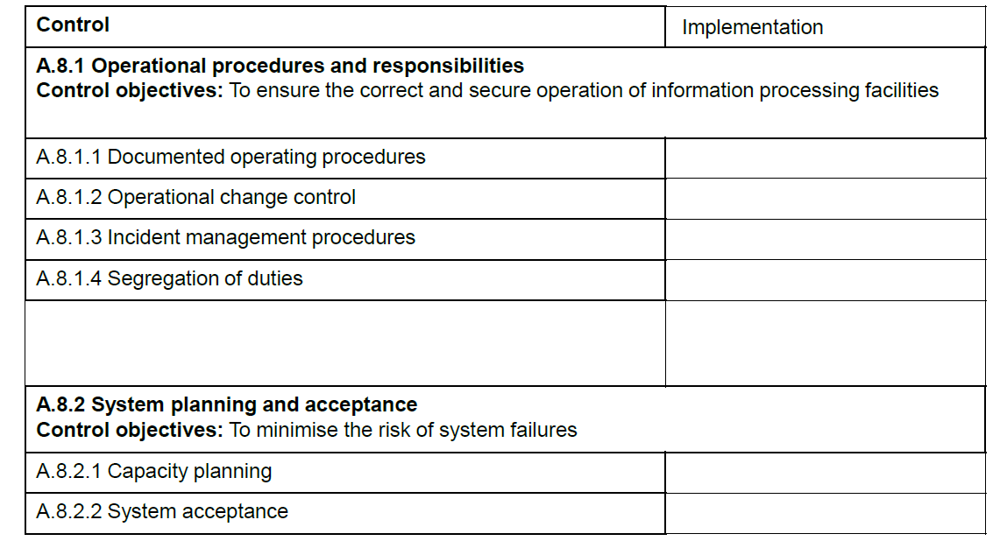 Control
Implementation
A.8.1 Operational procedures and responsibilities
Control objectives: To ensure the correct and secure operation of information processing facilities
A.8.1.1 Documented operating procedures
A.8.1.2 Operational change control
A.8.1.3 Incident management procedures
A.8.1.4 Segregation of duties
A.8.2 System planning and acceptance
Control objectives: To minimise the risk of system failures
A.8.2.1 Capacity planning
A.8.2.2 System acceptance